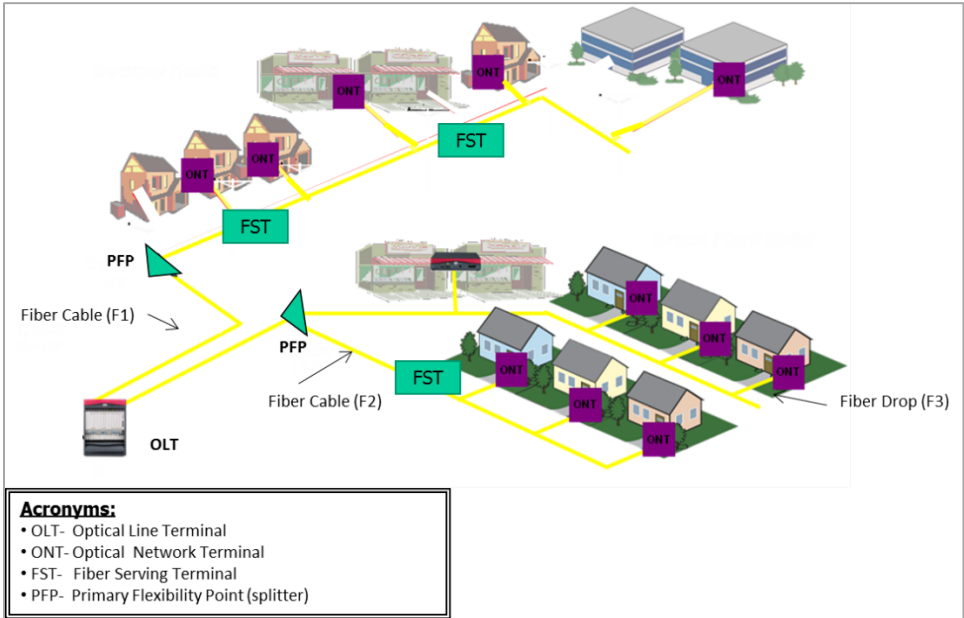 ONT
ONT
ONT
ONT
FST
ONT
ONT
ONT
FST
PFP
Fiber Cable (F1)
PFP
ONT
ONT
ONT
FST
ONT
Fiber Cable (F2)
ONT
Fiber Drop (F3)
OLT
ONT
Acronyms:
• OLT- Optical Line Terminal
• ONT- Optical Network Terminal
• FST- Fiber Serving Terminal
• PFP- Primary Flexibility Point (splitter)